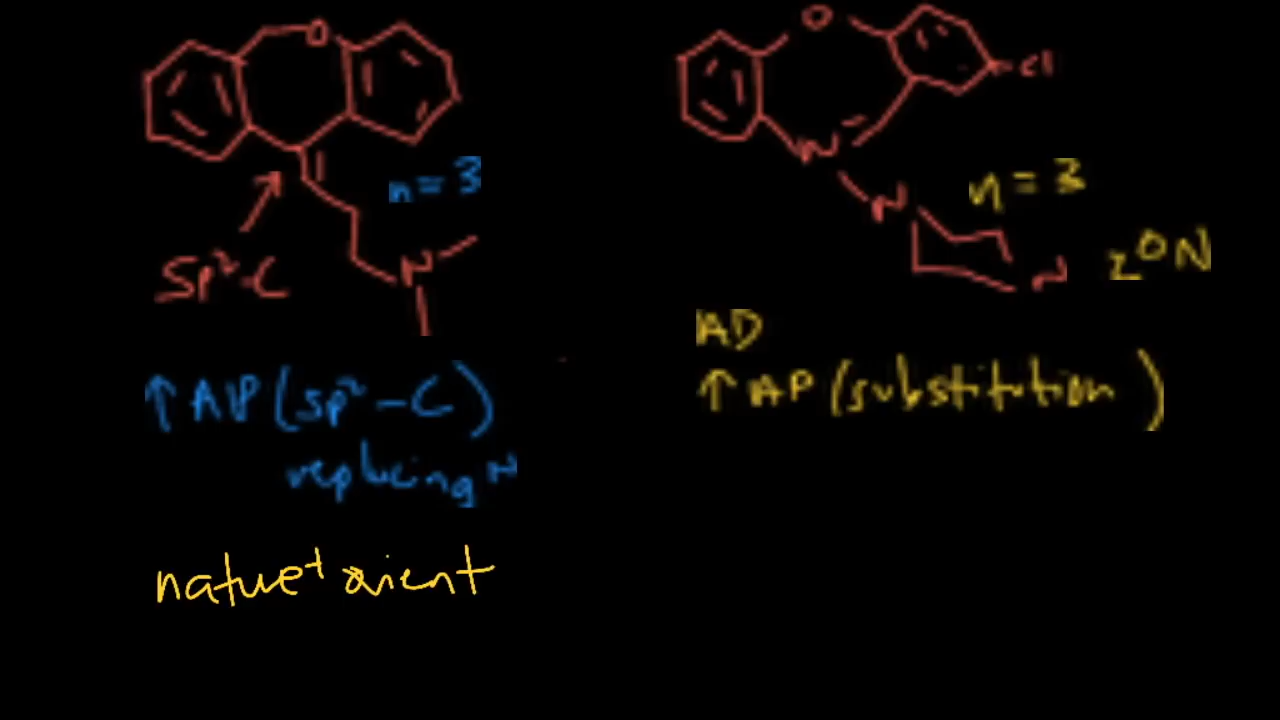 O
O
Cl
N
n = 3
n = 3
N
Sp²-C
N
N
2° N
AD
↑ AP (sp² - C)
↑ AP (substitution)
replacing N
nature + orient